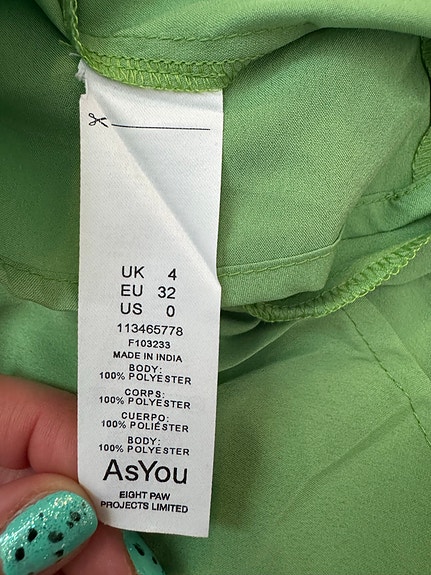 UK 4
EU 32
US 0
113465778
F103233
MADE IN INDIA
BODY:
100% POLYESTER
CORPS:
100% POLYESTER
CUERPO:
100% POLIÉSTER
BODY:
100% POLYESTER
AsYou
EIGHT PAW
PROJECTS LIMITED